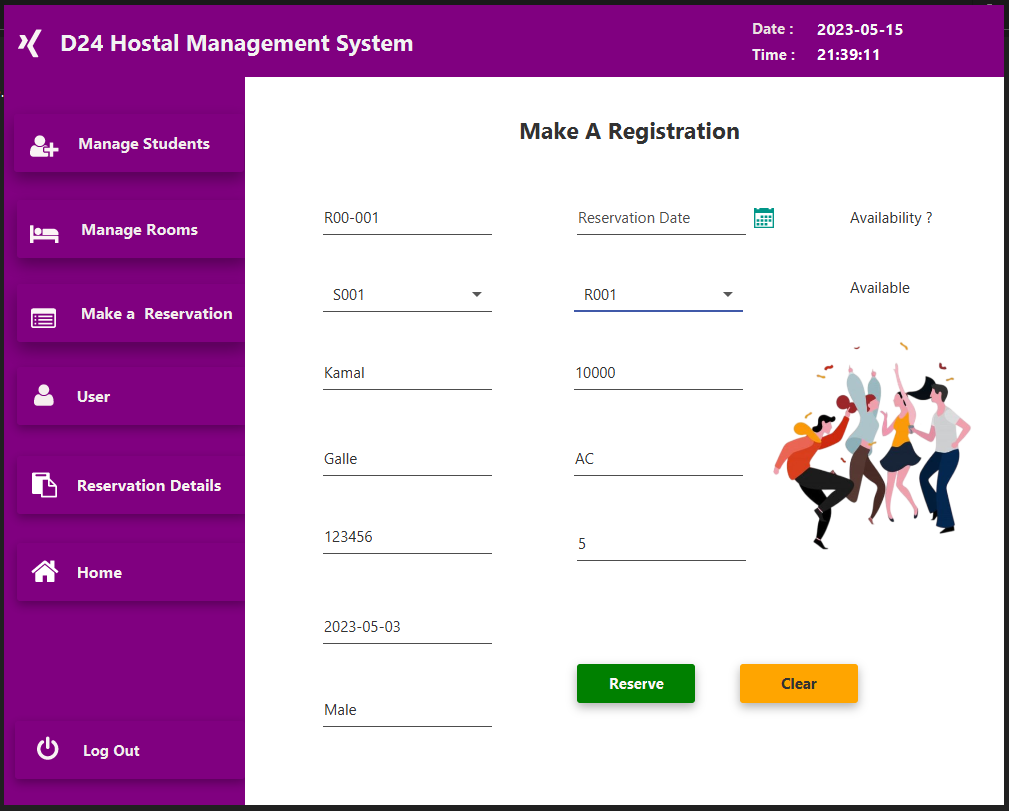 D24 Hostal Management System
Date : 2023-05-15
Time : 21:39:11
Manage Students
Manage Rooms
Make a  Reservation
User
Reservation Details
Home
Log Out
Make A Registration
R00-001
Reservation Date
Availability ?
S001
R001
Available
Kamal
10000
Galle
AC
123456
5
2023-05-03
Male
Reserve
Clear